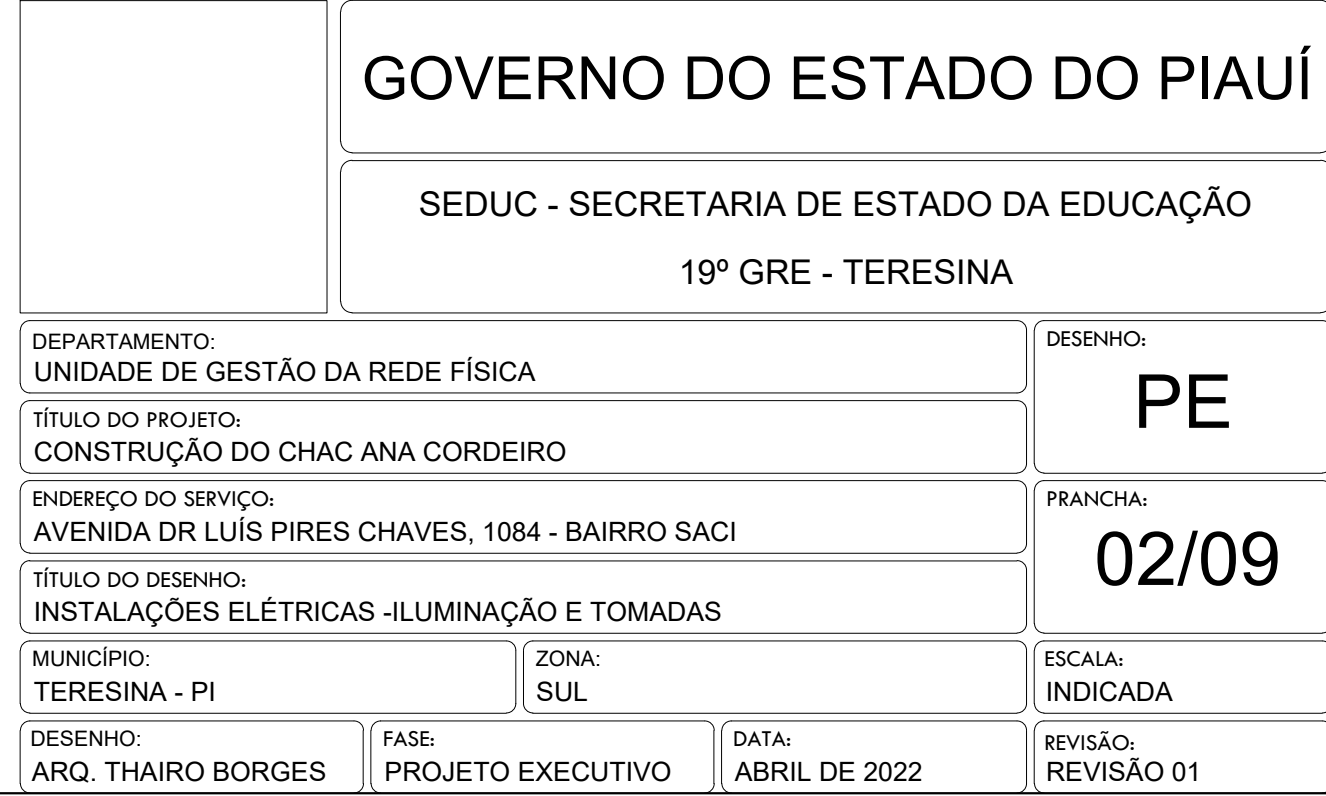 GOVERNO DO ESTADO DO PIAUÍ
SEDUC - SECRETARIA DE ESTADO DA EDUCAÇÃO
19º GRE - TERESINA
DEPARTAMENTO:
UNIDADE DE GESTÃO DA REDE FÍSICA
DESENHO:
PE
TÍTULO DO PROJETO:
CONSTRUÇÃO DO CHAC ANA CORDEIRO
ENDEREÇO DO SERVIÇO:
AVENIDA DR LUÍS PIRES CHAVES, 1084 - BAIRRO SACI
PRANCHA:
02/09
TÍTULO DO DESENHO:
INSTALAÇÕES ELÉTRICAS -ILUMINAÇÃO E TOMADAS
MUNICÍPIO:
TERESINA - PI
ZONA:
SUL
ESCALA:
INDICADA
DESENHO:
ARQ. THAIRO BORGES
FASE:
PROJETO EXECUTIVO
DATA:
ABRIL DE 2022
REVISÃO:
REVISÃO 01